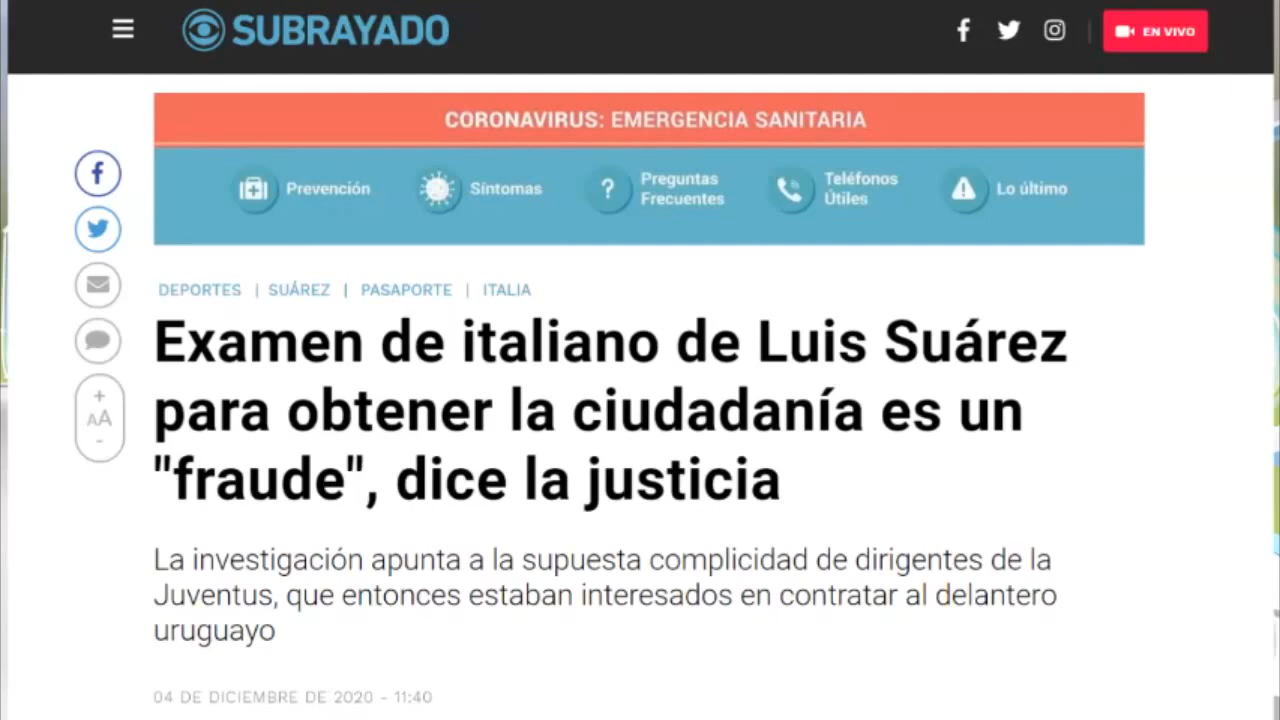 SUBRAYADO
EN VIVO
CORONAVIRUS: EMERGENCIA SANITARIA
Prevención
Síntomas
?
Preguntas
Frecuentes
Teléfonos
Útiles
Lo último
DEPORTES | SUÁREZ | PASAPORTE | ITALIA
Examen de italiano de Luis Suárez
para obtener la ciudadanía es un
"fraude", dice la justicia
+
AA
-
La investigación apunta a la supuesta complicidad de dirigentes de la
Juventus, que entonces estaban interesados en contratar al delantero
uruguayo
04 DE DICIEMBRE DE 2020 - 11:40